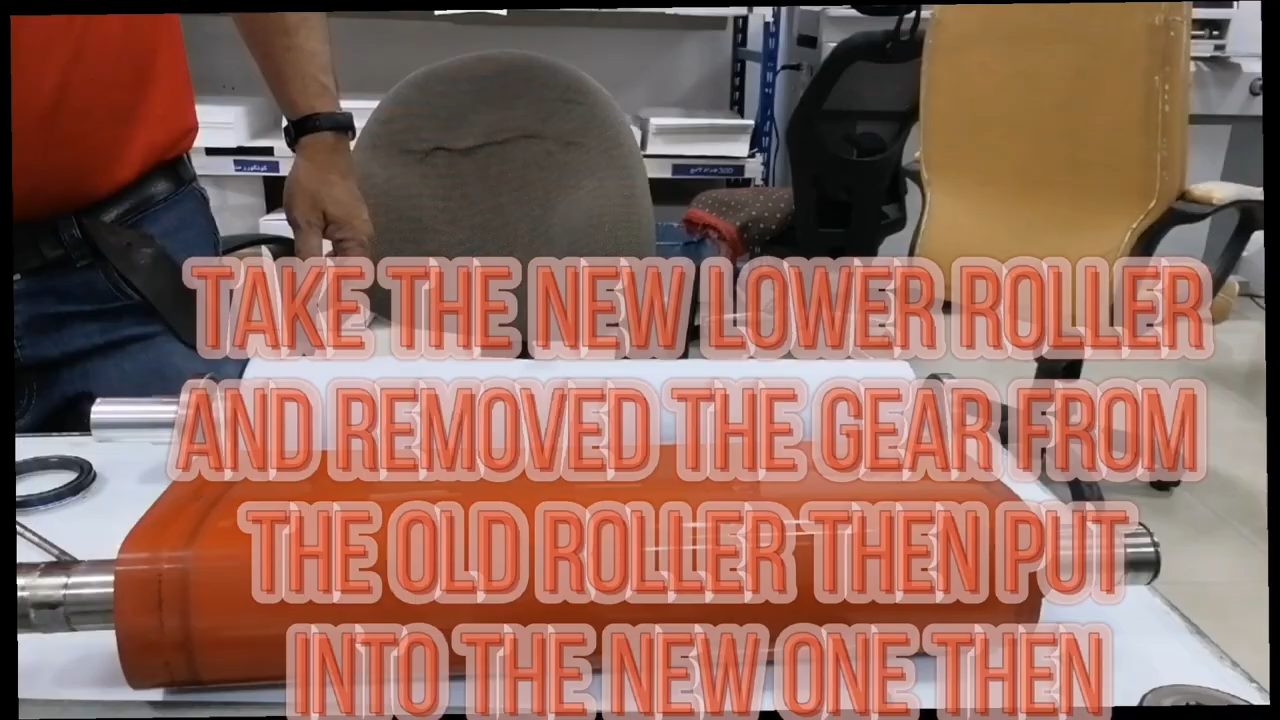 TAKE THE NEW LOWER ROLLER
AND REMOVED THE GEAR FROM
THE OLD ROLLER THEN PUT
INTO THE NEW ONE THEN